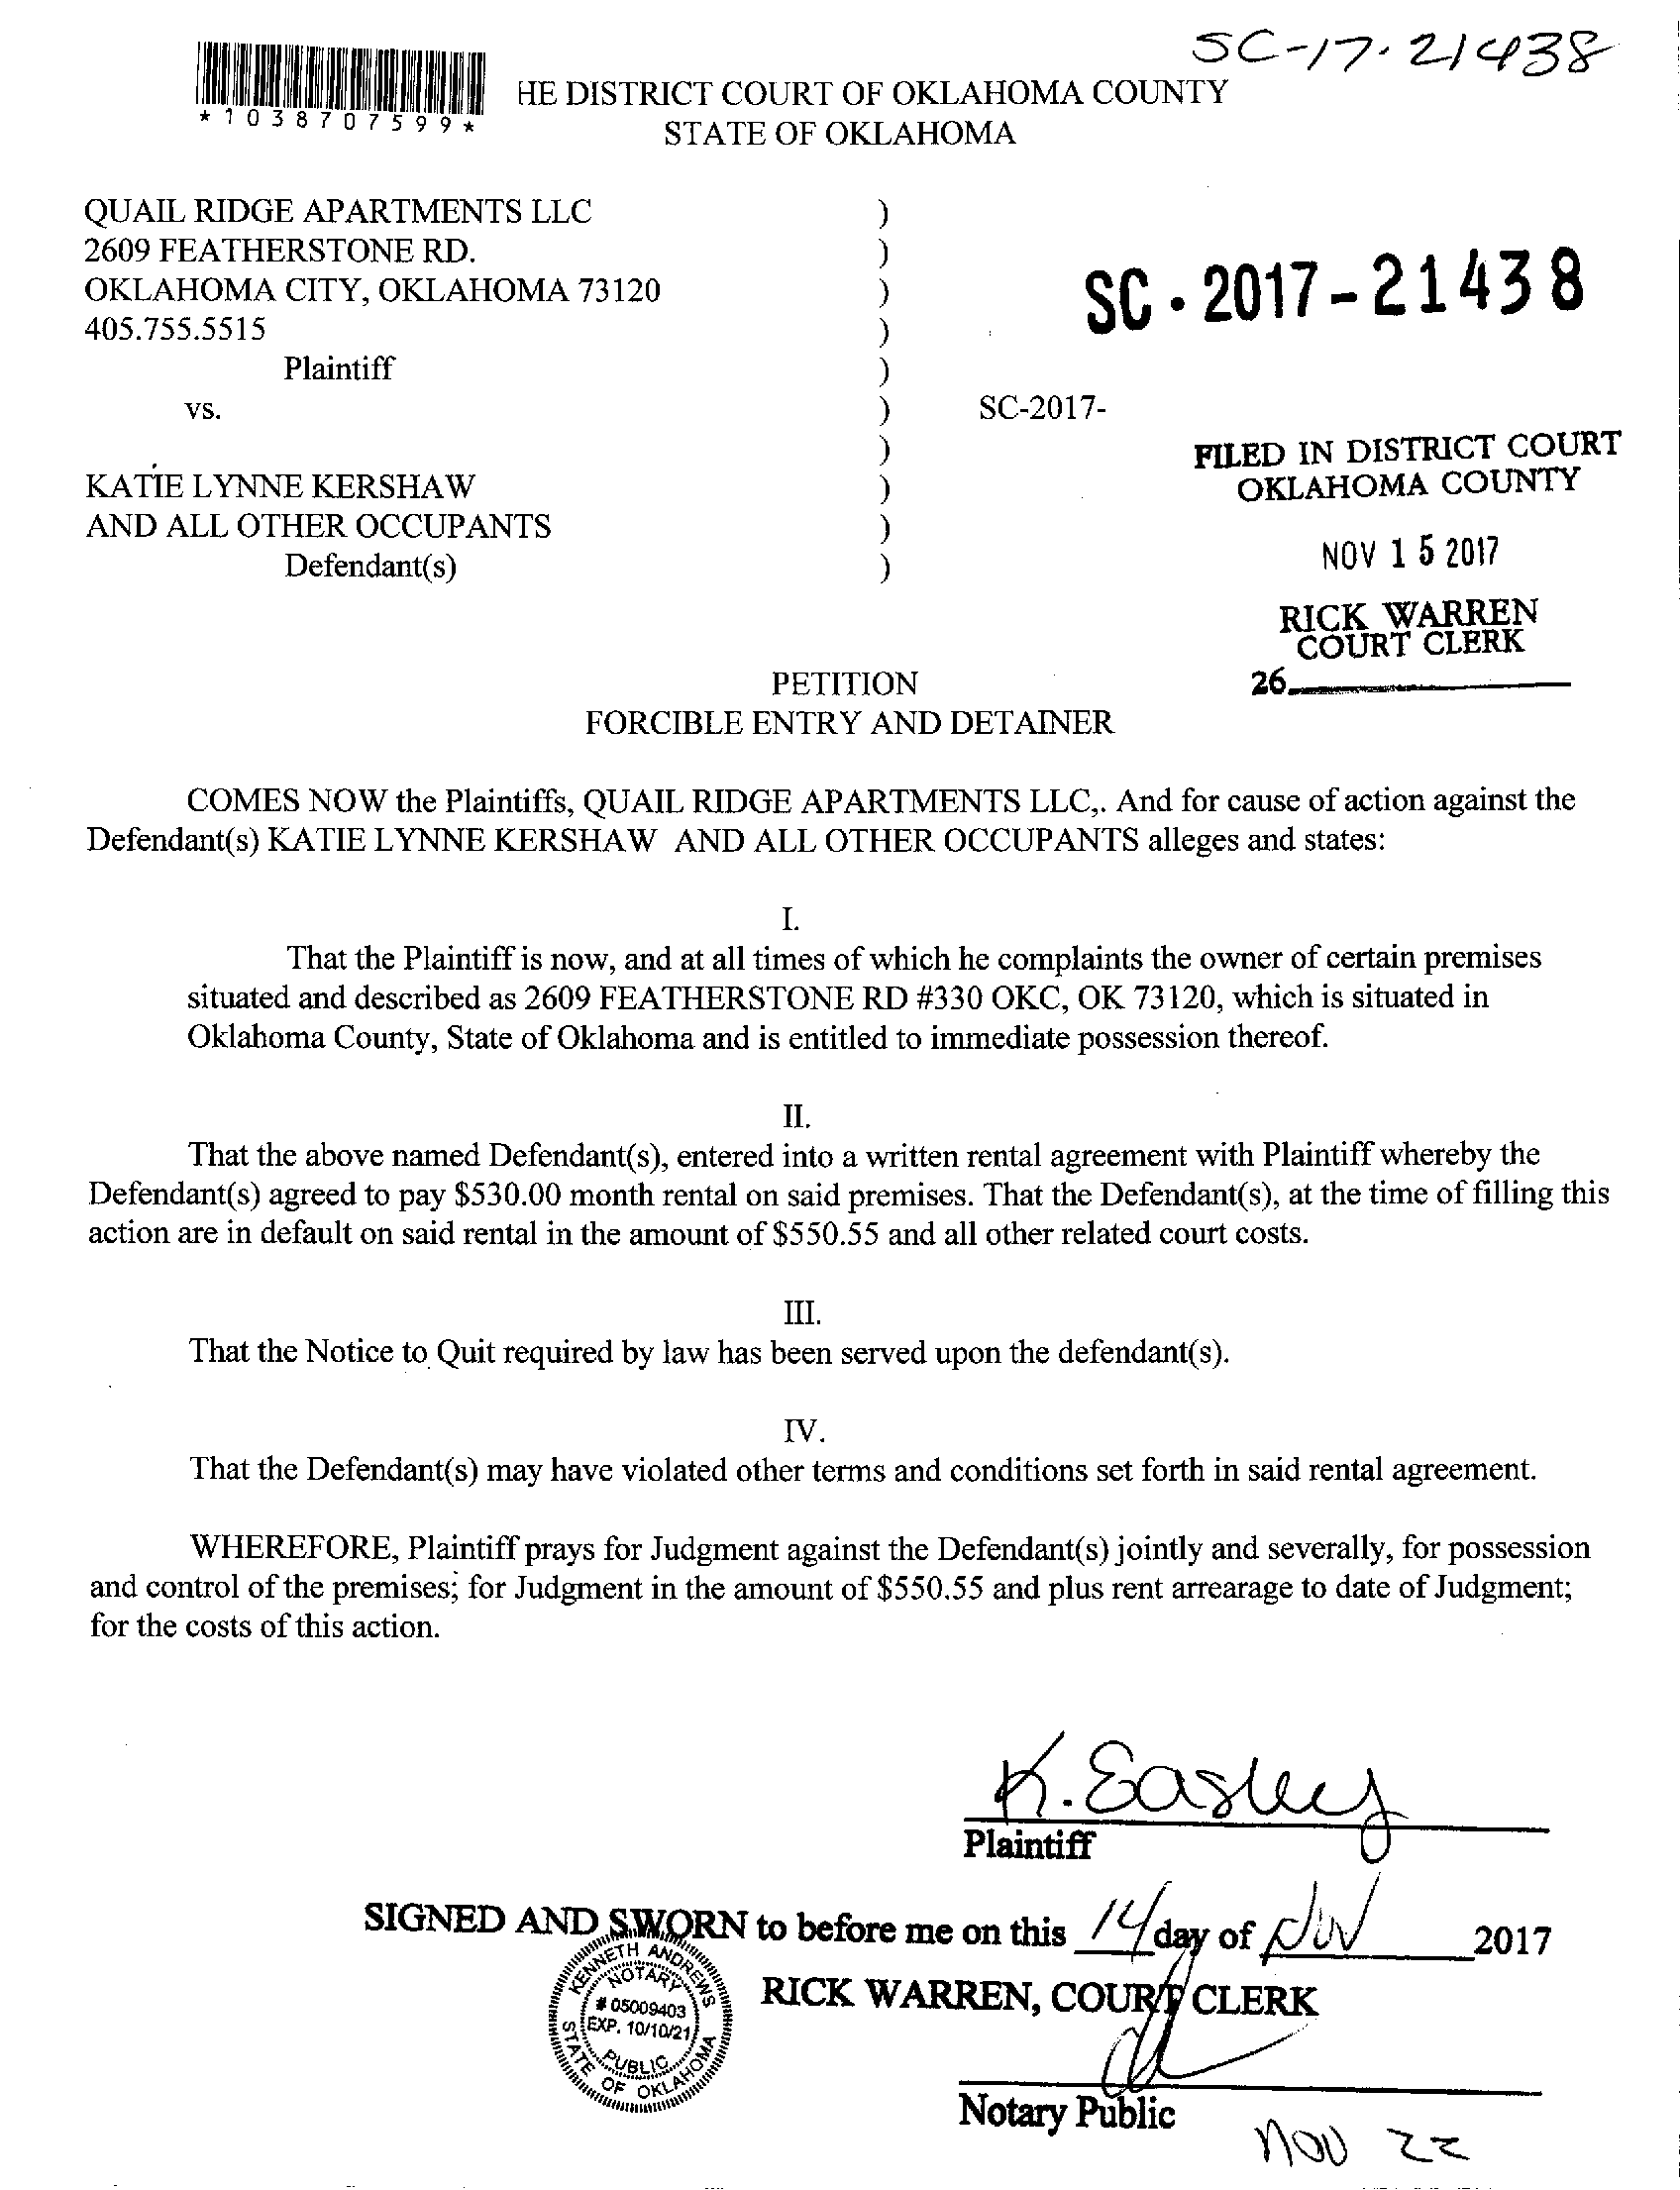 SC-17-21438
*1038707599*
HE DISTRICT COURT OF OKLAHOMA COUNTY
STATE OF OKLAHOMA
QUAIL RIDGE APARTMENTS LLC )
2609 FEATHERSTONE RD. )
OKLAHOMA CITY, OKLAHOMA 73120 )
405.755.5515 )
SC-2017-21438
Plaintiff )
vs. ) SC-2017-
)
FILED IN DISTRICT COURT
OKLAHOMA COUNTY
KATIE LYNNE KERSHAW )
AND ALL OTHER OCCUPANTS )
Defendant(s) )
NOV 15 2017
RICK WARREN
COURT CLERK
26
PETITION
FORCIBLE ENTRY AND DETAINER
COMES NOW the Plaintiffs, QUAIL RIDGE APARTMENTS LLC,. And for cause of action against the
Defendant(s) KATIE LYNNE KERSHAW AND ALL OTHER OCCUPANTS alleges and states:
I.
That the Plaintiff is now, and at all times of which he complaints the owner of certain premises
situated and described as 2609 FEATHERSTONE RD #330 OKC, OK 73120, which is situated in
Oklahoma County, State of Oklahoma and is entitled to immediate possession thereof.
II.
That the above named Defendant(s), entered into a written rental agreement with Plaintiff whereby the
Defendant(s) agreed to pay $530.00 month rental on said premises. That the Defendant(s), at the time of filling this
action are in default on said rental in the amount of $550.55 and all other related court costs.
III.
That the Notice to Quit required by law has been served upon the defendant(s).
IV.
That the Defendant(s) may have violated other terms and conditions set forth in said rental agreement.
WHEREFORE, Plaintiff prays for Judgment against the Defendant(s) jointly and severally, for possession
and control of the premises; for Judgment in the amount of $550.55 and plus rent arrearage to date of Judgment;
for the costs of this action.
K. Easley
Plaintiff
SIGNED AND SWORN to before me on this 14 day of Nov 2017
KENNETH ANDREWS
NOTARY
# 05009403
EXP. 10/10/21
PUBLIC
STATE OF OKLAHOMA
RICK WARREN, COURT CLERK
Notary Public
Nov 22